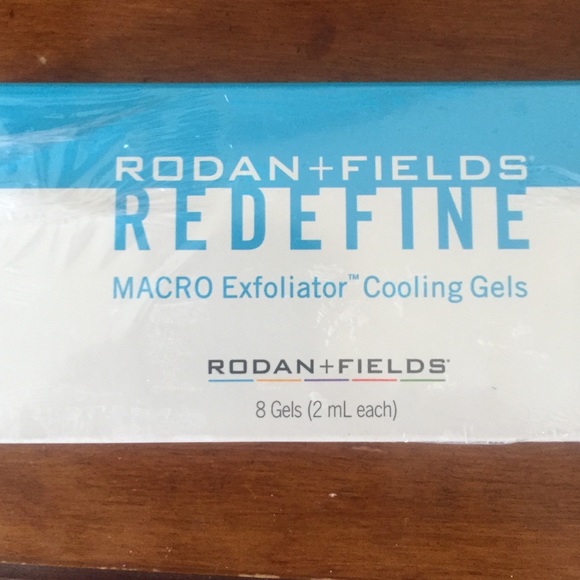 RODAN+FIELDS®
REDEFINE
MACRO Exfoliator™ Cooling Gels
RODAN+FIELDS®
8 Gels (2 mL each)